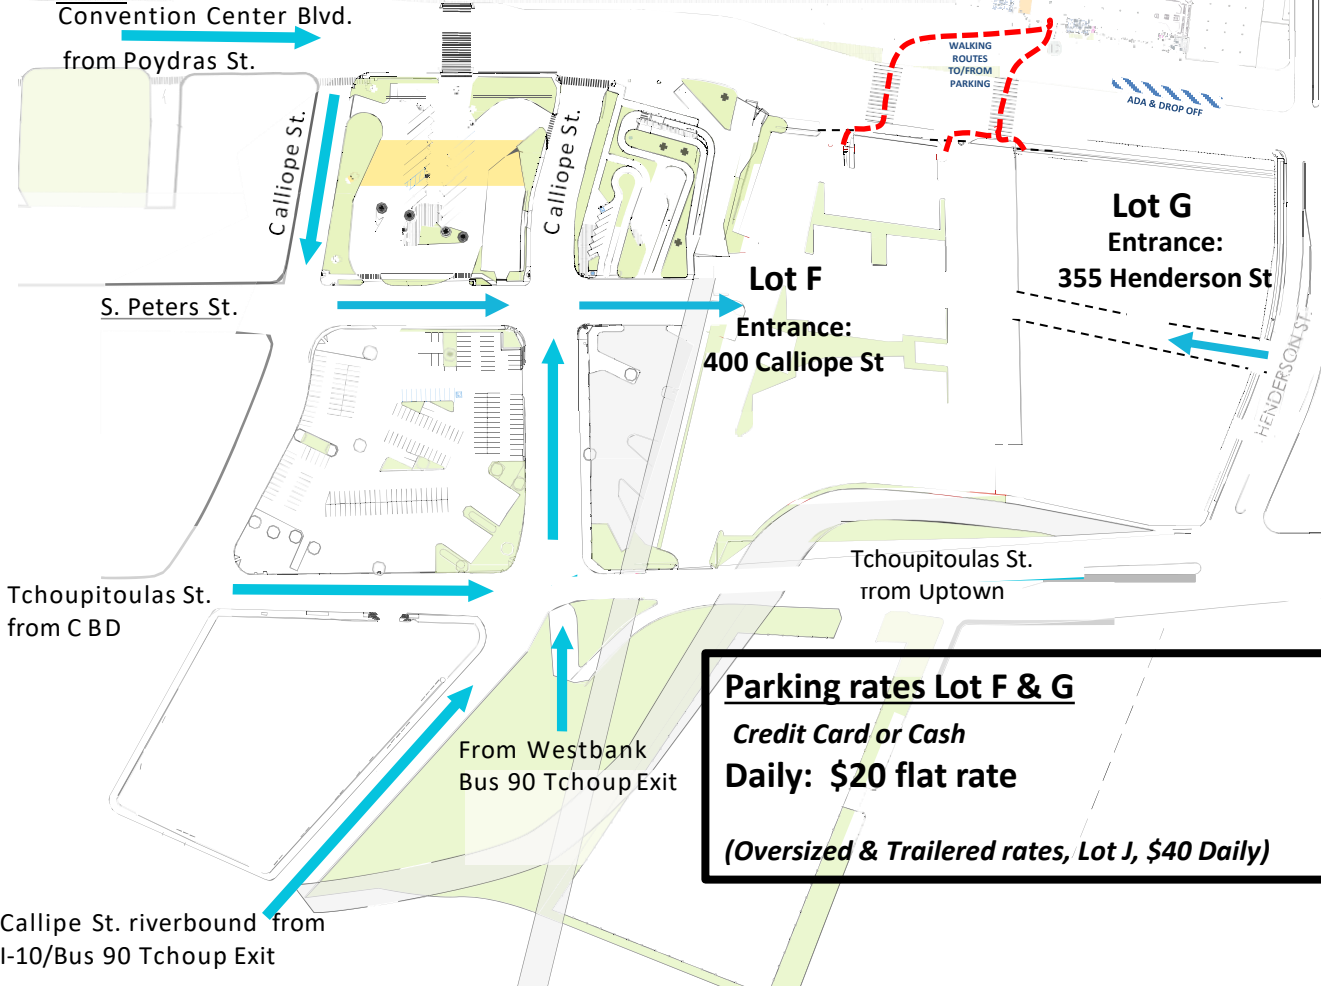 Convention Center Blvd.
from Poydras St.
WALKING
ROUTES
TO/FROM
PARKING
ADA & DROP OFF
Calliope St.
Calliope St.
Lot G
Entrance:
355 Henderson St
Lot F
Entrance:
400 Calliope St
S. Peters St.
HENDERSON ST.
Tchoupitoulas St.
from Uptown
Tchoupitoulas St.
from C BD
Parking rates Lot F & G
Credit Card or Cash
Daily: $20 flat rate
(Oversized & Trailered rates, Lot J, $40 Daily)
From Westbank
Bus 90 Tchoup Exit
Callipe St. riverbound from
I-10/Bus 90 Tchoup Exit